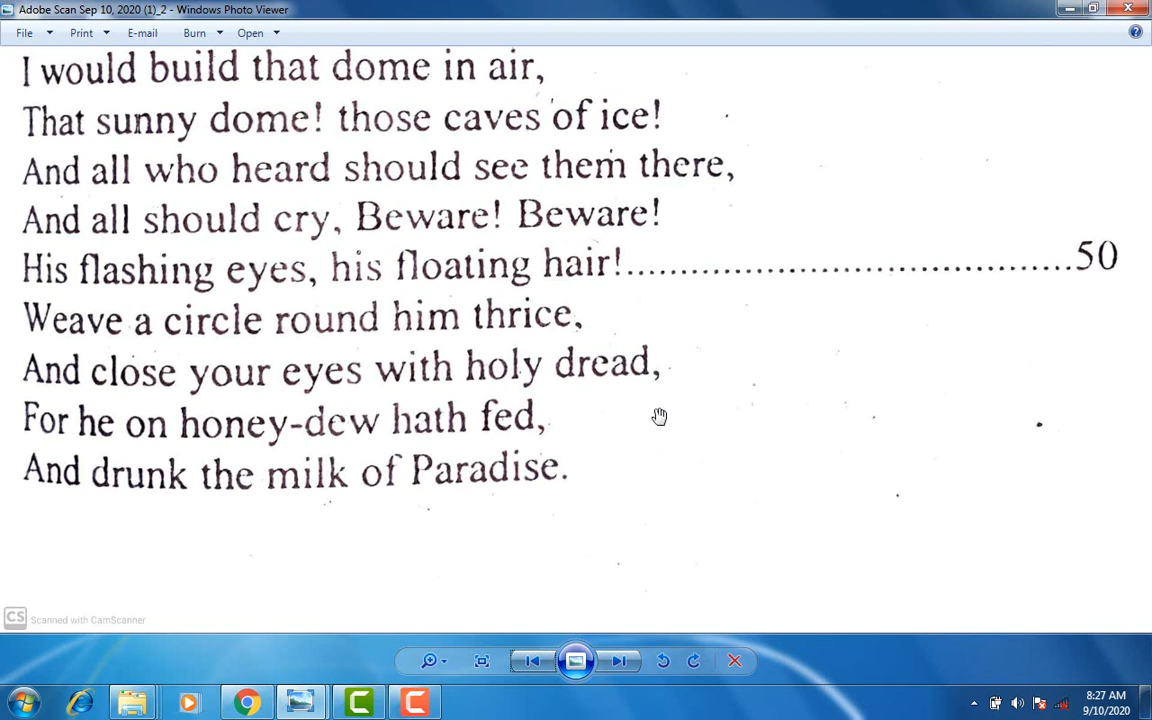 Adobe Scan Sep 10, 2020 (1)_2 - Windows Photo Viewer
File Print E-mail Burn Open
I would build that dome in air,
That sunny dome! those caves of ice!
And all who heard should see them there,
And all should cry, Beware! Beware!
His flashing eyes, his floating hair!............................................50
Weave a circle round him thrice,
And close your eyes with holy dread,
For he on honey-dew hath fed,
And drunk the milk of Paradise.
CS Scanned with CamScanner
8:27 AM
9/10/2020